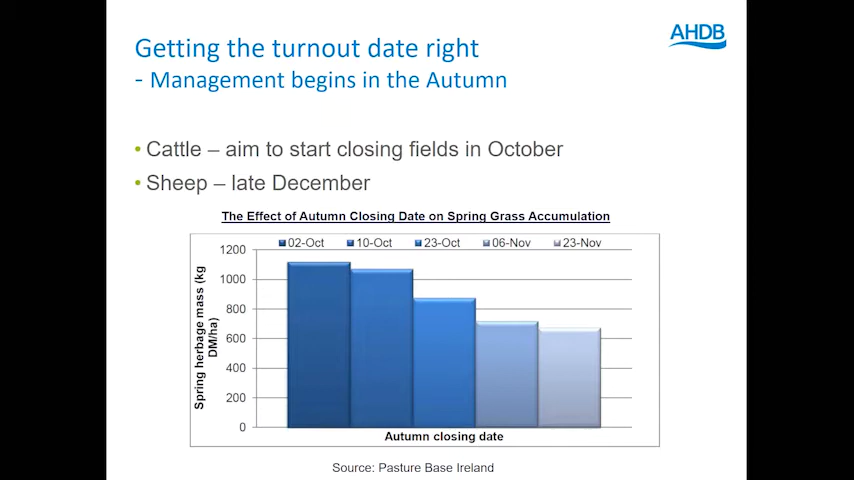 AHDB
Getting the turnout date right
- Management begins in the Autumn
• Cattle – aim to start closing fields in October
• Sheep – late December
The Effect of Autumn Closing Date on Spring Grass Accumulation
02-Oct 10-Oct 23-Oct 06-Nov 23-Nov
Spring herbage mass (kg
DM/ha)
1200
1000
800
600
400
200
0
Autumn closing date
Source: Pasture Base Ireland